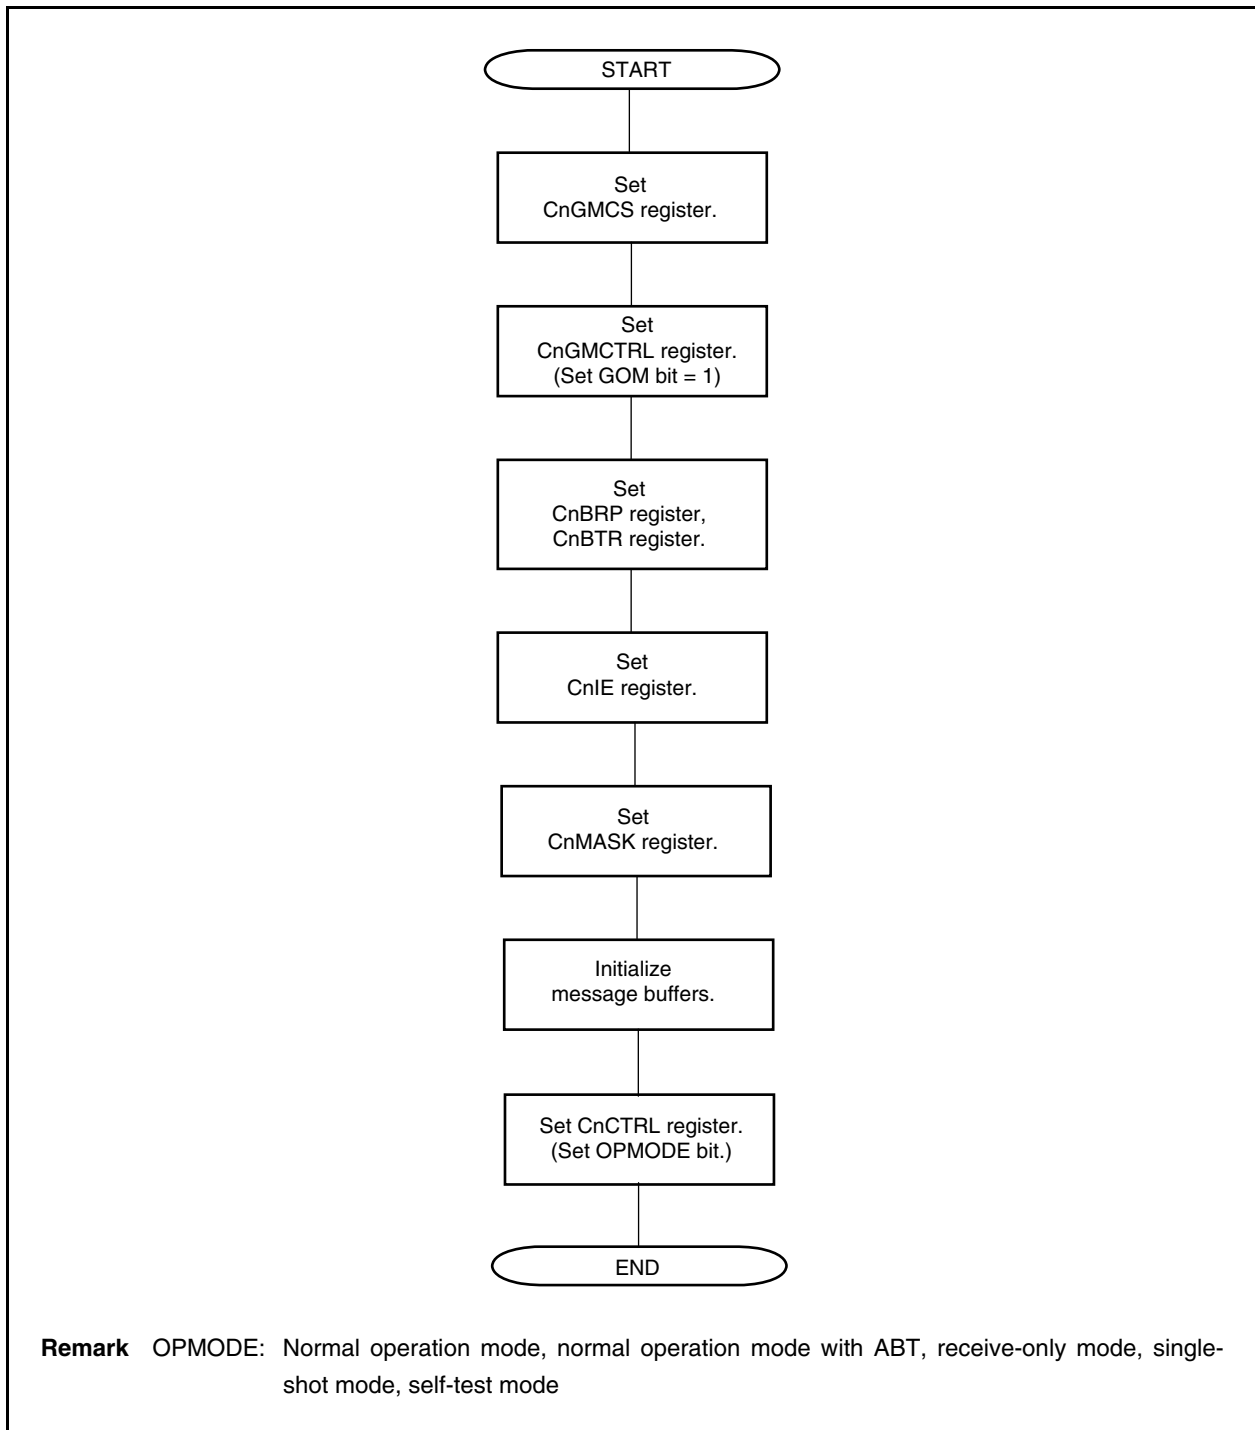 START
Set
CnGMCS register.
Set
CnGMCTRL register.
(Set GOM bit = 1)
Set
CnBRP register,
CnBTR register.
Set
CnIE register.
Set
CnMASK register.
Initialize
message buffers.
Set CnCTRL register.
(Set OPMODE bit.)
END
Remark OPMODE: Normal operation mode, normal operation mode with ABT, receive-only mode, single-
shot mode, self-test mode